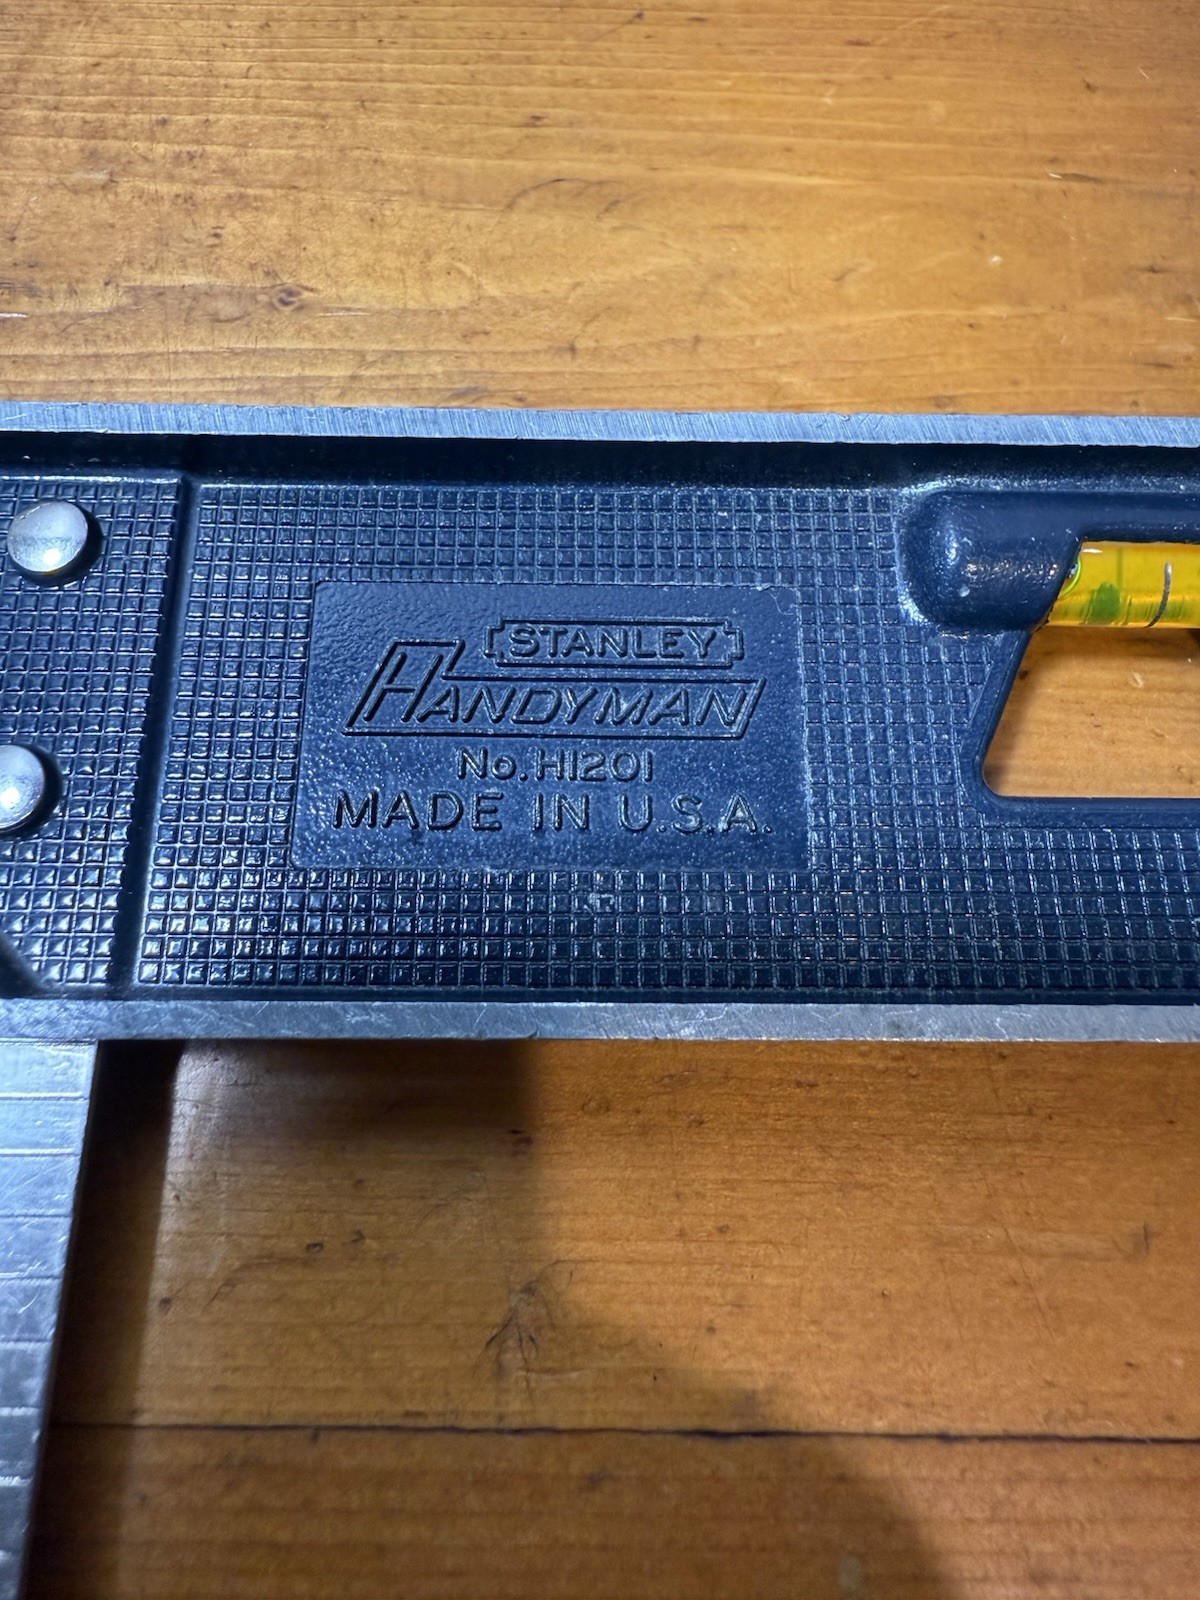 STANLEY
HANDYMAN
No. H1201
MADE IN U.S.A.